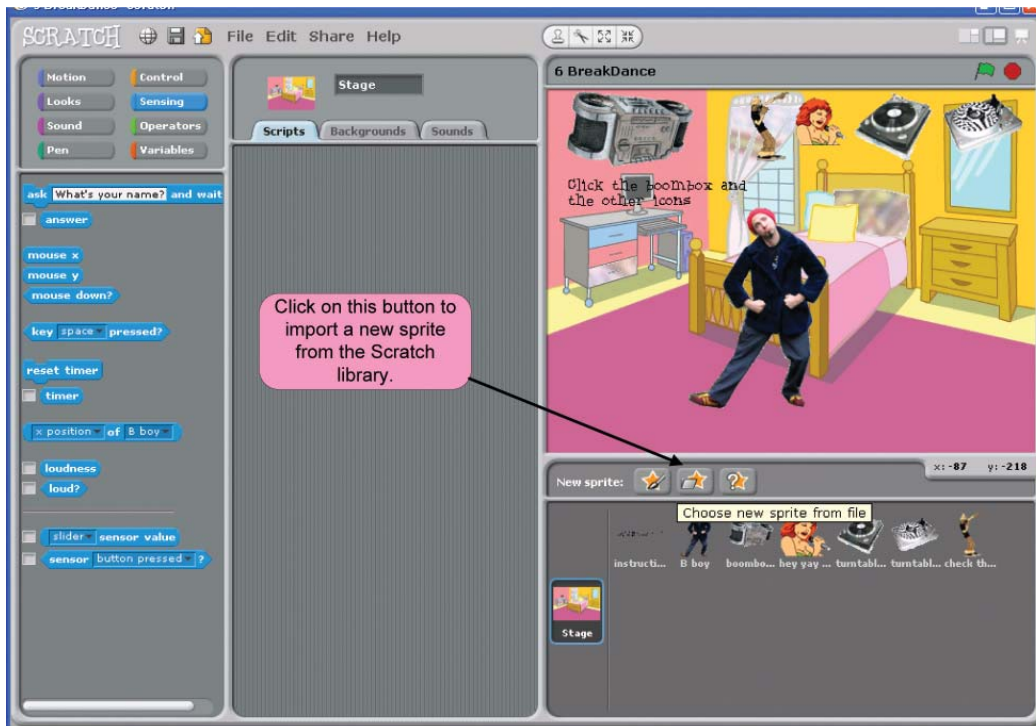 6 BreakDance Scratch
SCRATCH File Edit Share Help
Motion Control
Looks Sensing
Sound Operators
Pen Variables
ask What's your name? and wait
answer
mouse x
mouse y
mouse down?
key space pressed?
reset timer
timer
x position of B boy
loudness
loud?
slider sensor value
sensor button pressed ?
Stage
Scripts Backgrounds Sounds
Click on this button to
import a new sprite
from the Scratch
library.
6 BreakDance
Click the boombox and
the other icons
x: -87 y: -218
New sprite:
Choose new sprite from file
instructi... B boy boombo... hey yay ... turntabl... turntabl... check th...
Stage